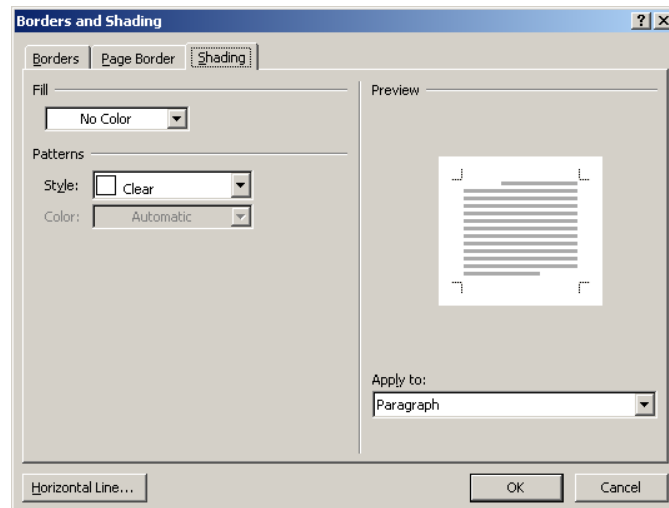 Borders and Shading
Borders Page Border Shading
Fill
No Color
Patterns
Style: Clear
Color: Automatic
Preview
Apply to:
Paragraph
Horizontal Line... OK Cancel